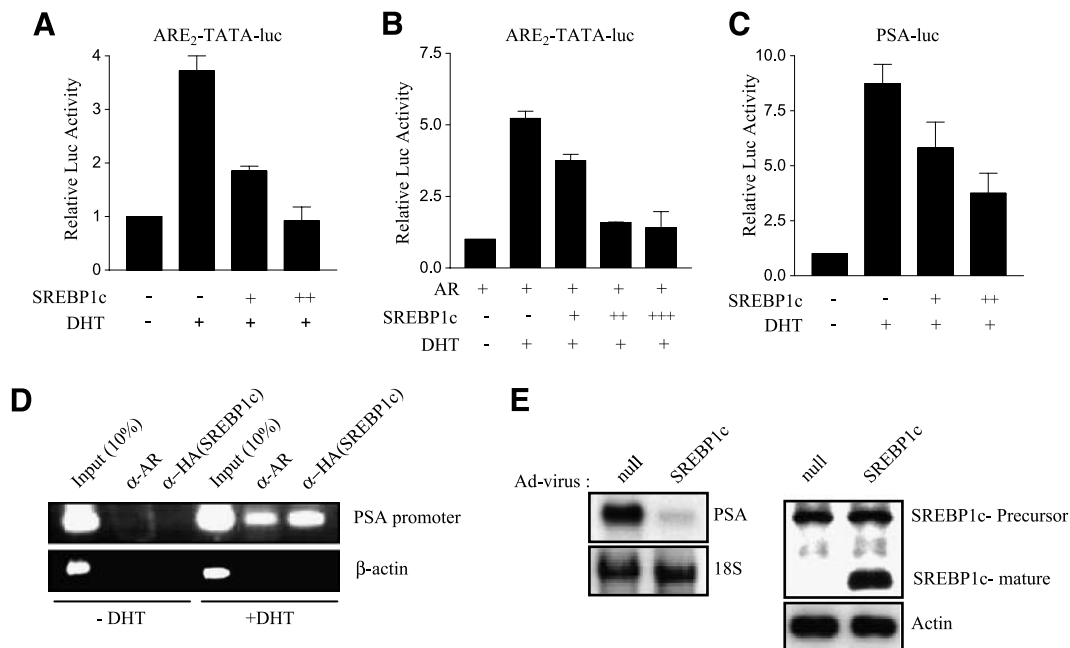 A
ARE₂-TATA-luc
Relative Luc Activity
4
3
2
1
0
SREBP1c - - + ++
DHT - + + +
B
ARE₂-TATA-luc
Relative Luc Activity
7.5
5.0
2.5
0.0
AR + + + + +
SREBP1c - - + ++ +++
DHT - + + + +
C
PSA-luc
Relative Luc Activity
10.0
7.5
5.0
2.5
0.0
SREBP1c - - + ++
DHT - + + +
D
Input (10%) α-AR α–HA(SREBP1c) Input (10%) α-AR α–HA(SREBP1c)
PSA promoter
β-actin
- DHT +DHT
E
Ad-virus : null SREBP1c
PSA
18S
null SREBP1c
SREBP1c- Precursor
SREBP1c- mature
Actin